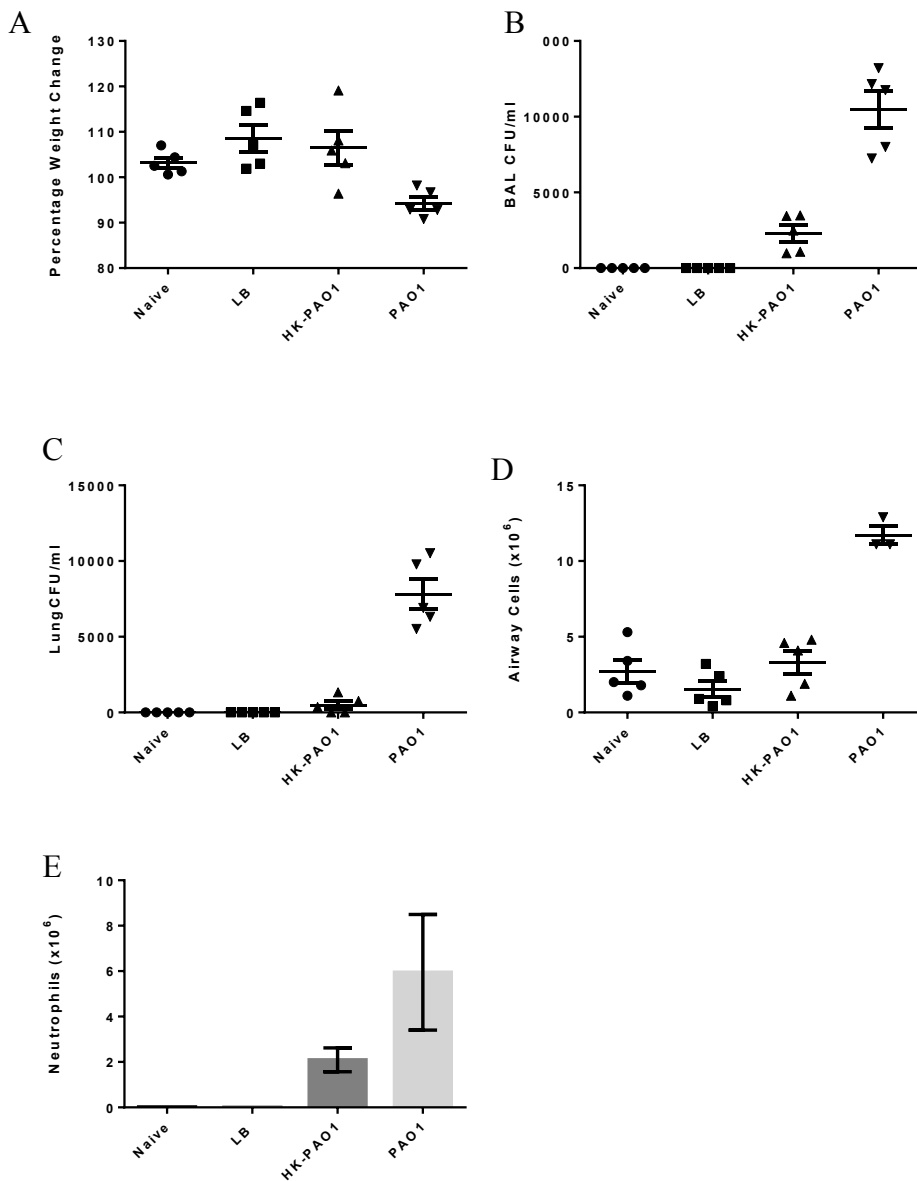 A
Percentage Weight Change
130
120
110
100
90
80
Naive
LB
HK-PAO1
PAO1
B
BAL CFU/ml
000
10000
5000
0
Naive
LB
HK-PAO1
PAO1
C
LungCFU/ml
15000
10000
5000
0
Naive
LB
HK-PAO1
PAO1
D
Airway Cells (x10⁶)
15
10
5
0
Naive
LB
HK-PAO1
PAO1
E
Neutrophils (x10⁶)
10
8
6
4
2
0
Naive
LB
HK-PAO1
PAO1